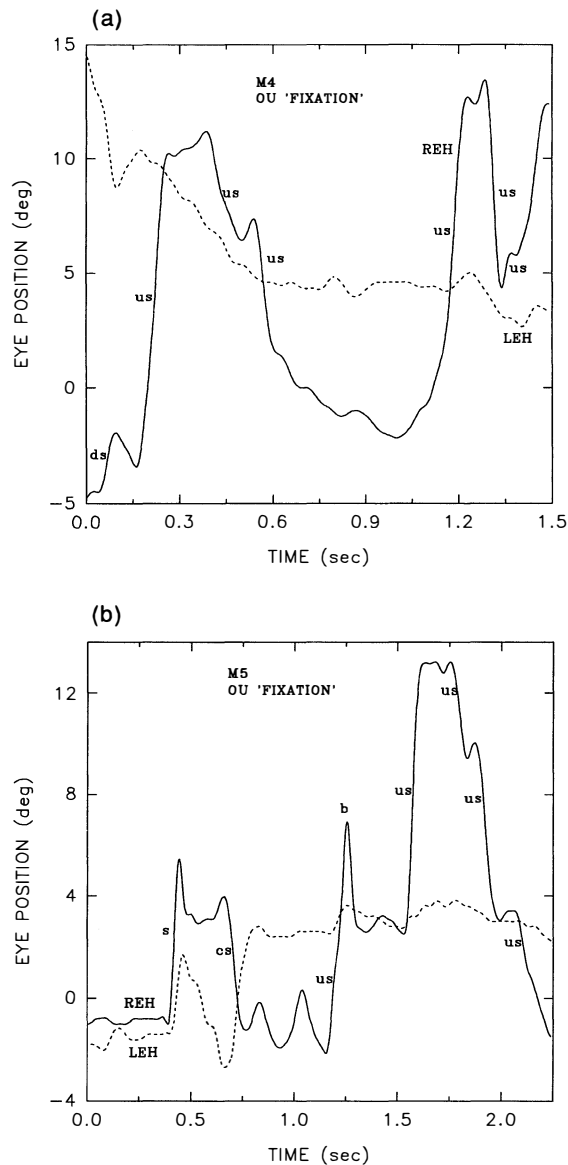 (a)
15
10
5
0
-5
EYE POSITION (deg)
M4
OU 'FIXATION'
REH
us
us
us
us
us
us
ds
LEH
0.0 0.3 0.6 0.9 1.2 1.5
TIME (sec)
(b)
12
8
4
0
-4
EYE POSITION (deg)
M5
OU 'FIXATION'
us
us
us
b
s
cs
us
us
REH
LEH
0.0 0.5 1.0 1.5 2.0
TIME (sec)